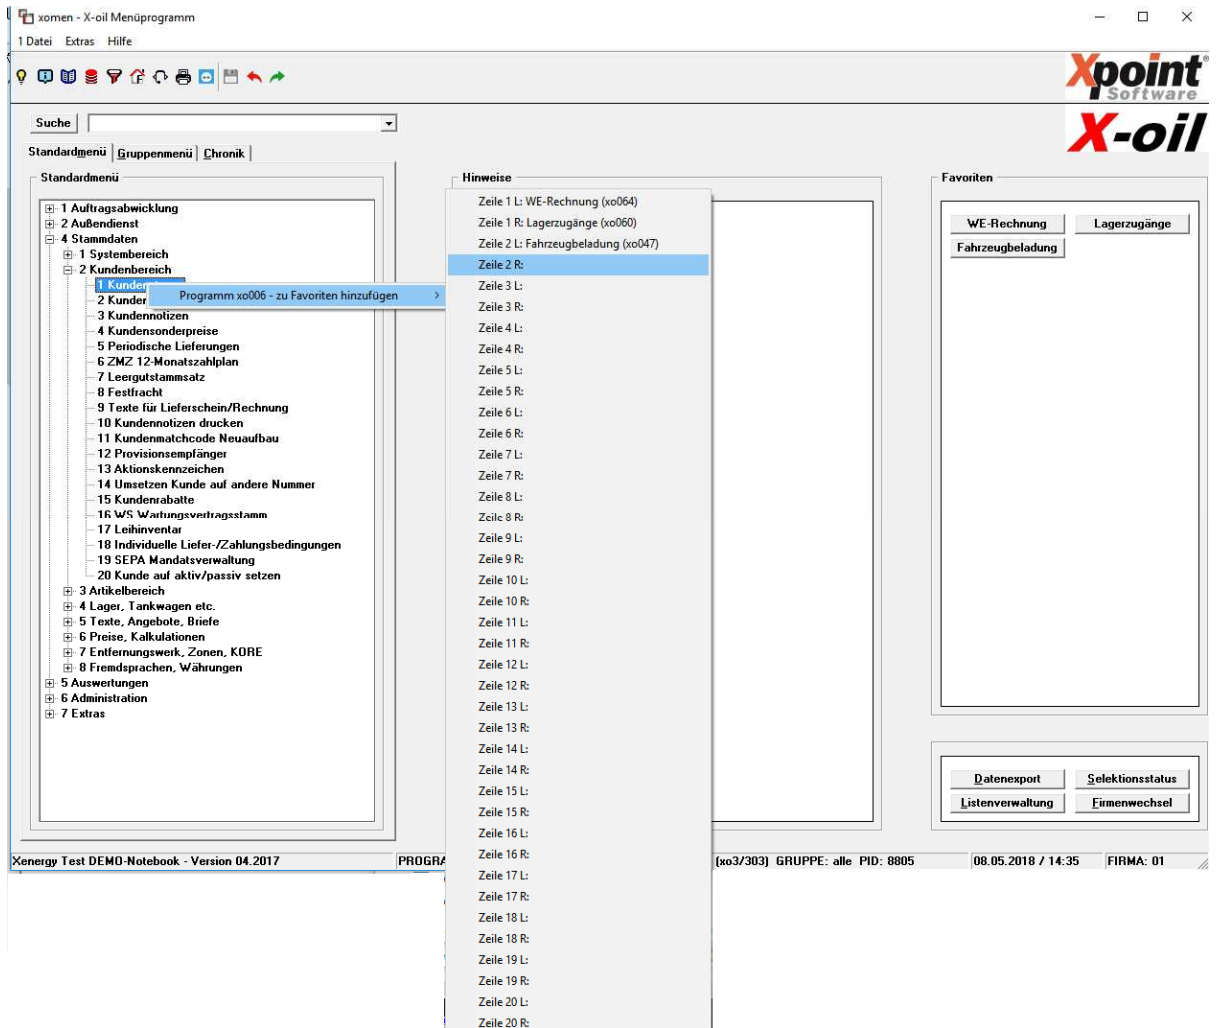 xomen - X-oil Menüprogramm
1 Datei Extras Hilfe
Xpoint
Software
X-oil
Suche
Standardmenü Gruppenmenü Chronik
Standardmenü
1 Auftragsabwicklung
2 Außendienst
4 Stammdaten
1 Systembereich
2 Kundenbereich
1 Kunden
2 Kunden
3 Kundennotizen
4 Kundensonderpreise
5 Periodische Lieferungen
6 ZMZ 12-Monatszahlplan
7 Leergutstammsatz
8 Festfracht
9 Texte für Lieferschein/Rechnung
10 Kundennotizen drucken
11 Kundenmatchcode Neuaufbau
12 Provisionsempfänger
13 Aktionskennzeichen
14 Umsetzen Kunde auf andere Nummer
15 Kundenrabatte
16 WS Wartungsvertragsstamm
17 Leihinventar
18 Individuelle Liefer-/Zahlungsbedingungen
19 SEPA Mandatsverwaltung
20 Kunde auf aktiv/passiv setzen
3 Artikelbereich
4 Lager, Tankwagen etc.
5 Texte, Angebote, Briefe
6 Preise, Kalkulationen
7 Entfernungswerk, Zonen, KORE
8 Fremdsprachen, Währungen
5 Auswertungen
6 Administration
7 Extras
Programm xo006 - zu Favoriten hinzufügen
Hinweise
Zeile 1 L: WE-Rechnung (xo064)
Zeile 1 R: Lagerzugänge (xo060)
Zeile 2 L: Fahrzeugbeladung (xo047)
Zeile 2 R:
Zeile 3 L:
Zeile 3 R:
Zeile 4 L:
Zeile 4 R:
Zeile 5 L:
Zeile 5 R:
Zeile 6 L:
Zeile 6 R:
Zeile 7 L:
Zeile 7 R:
Zeile 8 L:
Zeile 8 R:
Zeile 9 L:
Zeile 9 R:
Zeile 10 L:
Zeile 10 R:
Zeile 11 L:
Zeile 11 R:
Zeile 12 L:
Zeile 12 R:
Zeile 13 L:
Zeile 13 R:
Zeile 14 L:
Zeile 14 R:
Zeile 15 L:
Zeile 15 R:
Zeile 16 L:
Zeile 16 R:
Zeile 17 L:
Zeile 17 R:
Zeile 18 L:
Zeile 18 R:
Zeile 19 L:
Zeile 19 R:
Zeile 20 L:
Zeile 20 R:
Favoriten
WE-Rechnung Lagerzugänge
Fahrzeugbeladung
Datenexport Selektionsstatus
Listenverwaltung Firmenwechsel
Xenergy Test DEMO-Notebook - Version 04.2017 PROGRA (xo3/303) GRUPPE: alle PID: 8805 08.05.2018 / 14:35 FIRMA: 01